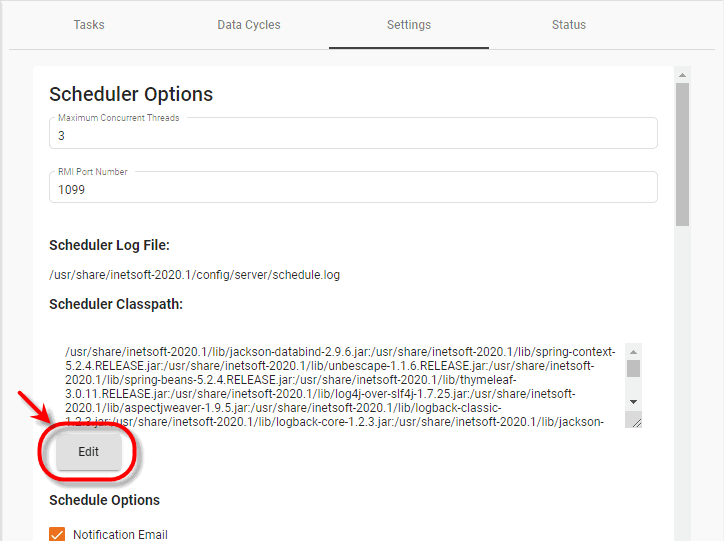 Tasks Data Cycles Settings Status
Scheduler Options
Maximum Concurrent Threads
3
RMI Port Number
1099
Scheduler Log File:
/usr/share/inetsoft-2020.1/config/server/schedule.log
Scheduler Classpath:
/usr/share/inetsoft-2020.1/lib/jackson-databind-2.9.6.jar:/usr/share/inetsoft-2020.1/lib/spring-context-
5.2.4.RELEASE.jar:/usr/share/inetsoft-2020.1/lib/unbescape-1.1.6.RELEASE.jar:/usr/share/inetsoft-
2020.1/lib/spring-beans-5.2.4.RELEASE.jar:/usr/share/inetsoft-2020.1/lib/thymeleaf-
3.0.11.RELEASE.jar:/usr/share/inetsoft-2020.1/lib/log4j-over-slf4j-1.7.25.jar:/usr/share/inetsoft-
2020.1/lib/aspectjweaver-1.9.5.jar:/usr/share/inetsoft-2020.1/lib/logback-classic-
1.2.3.jar:/usr/share/inetsoft-2020.1/lib/logback-core-1.2.3.jar:/usr/share/inetsoft-2020.1/lib/jackson-
Edit
Schedule Options
Notification Email